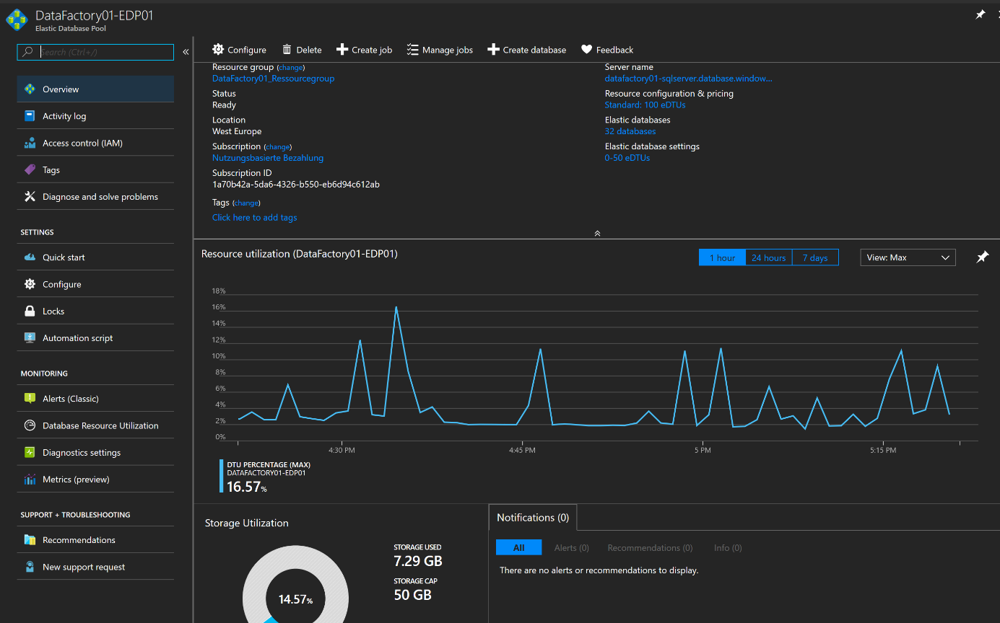 DataFactory01-EDP01
Elastic Database Pool
Search (Ctrl+/)
Overview
Activity log
Access control (IAM)
Tags
Diagnose and solve problems
SETTINGS
Quick start
Configure
Locks
Automation script
MONITORING
Alerts (Classic)
Database Resource Utilization
Diagnostics settings
Metrics (preview)
SUPPORT + TROUBLESHOOTING
Recommendations
New support request
Configure Delete Create job Manage jobs Create database Feedback
Resource group (change)
DataFactory01_Ressourcegroup
Status
Ready
Location
West Europe
Subscription (change)
Nutzungsbasierte Bezahlung
Subscription ID
1a70b42a-5da6-4326-b550-eb6d94c612ab
Tags (change)
Click here to add tags
Server name
datafactory01-sqlserver.database.window...
Resource configuration & pricing
Standard: 100 eDTUs
Elastic databases
32 databases
Elastic database settings
0-50 eDTUs
Resource utilization (DataFactory01-EDP01)
1 hour 24 hours 7 days View: Max
18%
16%
14%
12%
10%
8%
6%
4%
2%
0%
4:30 PM 4:45 PM 5 PM 5:15 PM
DTU PERCENTAGE (MAX)
DATAFACTORY01-EDP01
16.57%
Storage Utilization
14.57%
STORAGE USED
7.29 GB
STORAGE CAP
50 GB
Notifications (0)
All Alerts (0) Recommendations (0) Info (0)
There are no alerts or recommendations to display.